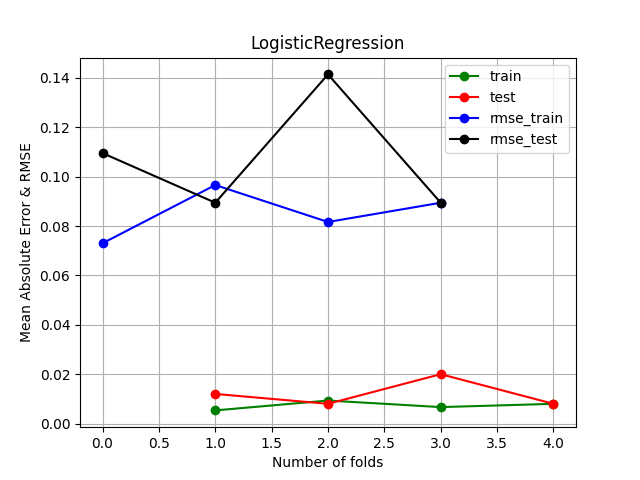 LogisticRegression
train
test
rmse_train
rmse_test
Mean Absolute Error & RMSE
0.14
0.12
0.10
0.08
0.06
0.04
0.02
0.00
0.0 0.5 1.0 1.5 2.0 2.5 3.0 3.5 4.0
Number of folds